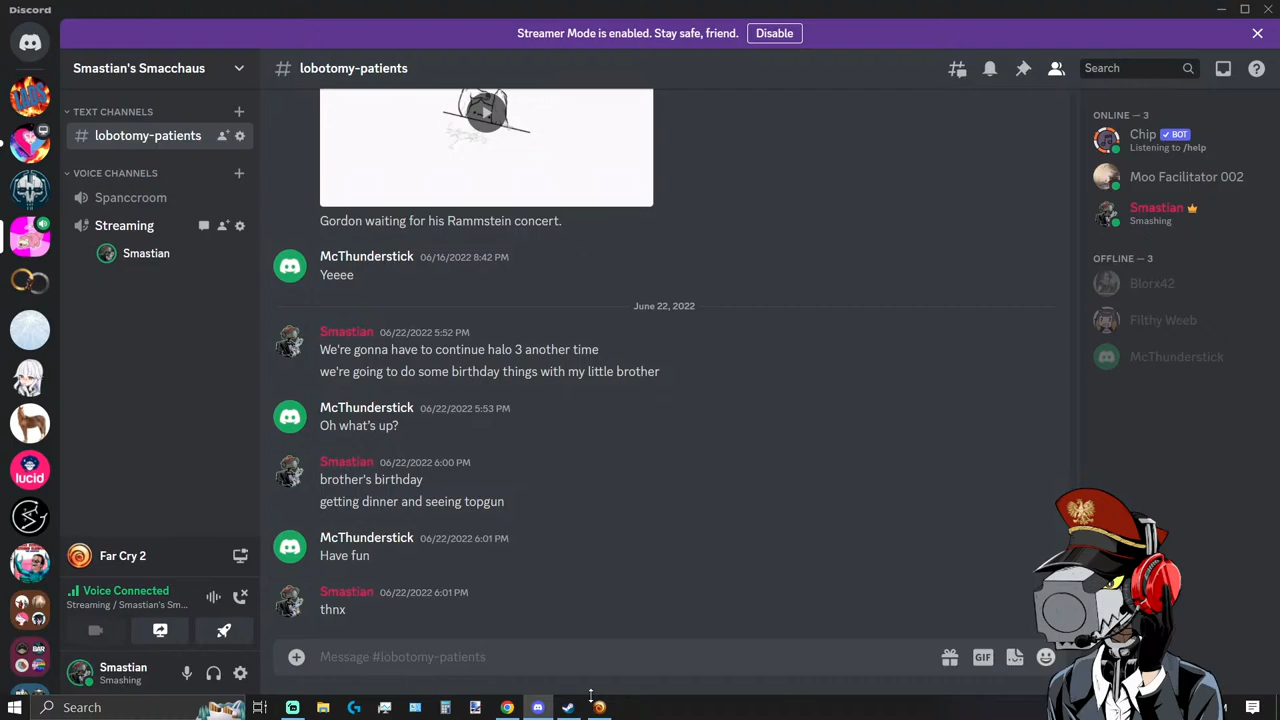 Discord
Streamer Mode is enabled. Stay safe, friend.
Disable
Smastian's Smacchaus
lobotomy-patients
Search
TEXT CHANNELS
lobotomy-patients
VOICE CHANNELS
Spanccroom
Streaming
Smastian
Gordon waiting for his Rammstein concert.
McThunderstick 06/16/2022 8:42 PM
Yeeee
June 22, 2022
Smastian 06/22/2022 5:52 PM
We're gonna have to continue halo 3 another time
we're going to do some birthday things with my little brother
McThunderstick 06/22/2022 5:53 PM
Oh what's up?
Smastian 06/22/2022 6:00 PM
brother's birthday
getting dinner and seeing topgun
McThunderstick 06/22/2022 6:01 PM
Have fun
Smastian 06/22/2022 6:01 PM
thnx
Message #lobotomy-patients
GIF
ONLINE — 3
Chip BOT
Listening to /help
Moo Facilitator 002
Smastian
Smashing
OFFLINE — 3
Blorx42
Filthy Weeb
McThunderstick
lucid
BAR
Far Cry 2
Voice Connected
Streaming / Smastian's Sm...
Smastian
Smashing
Search